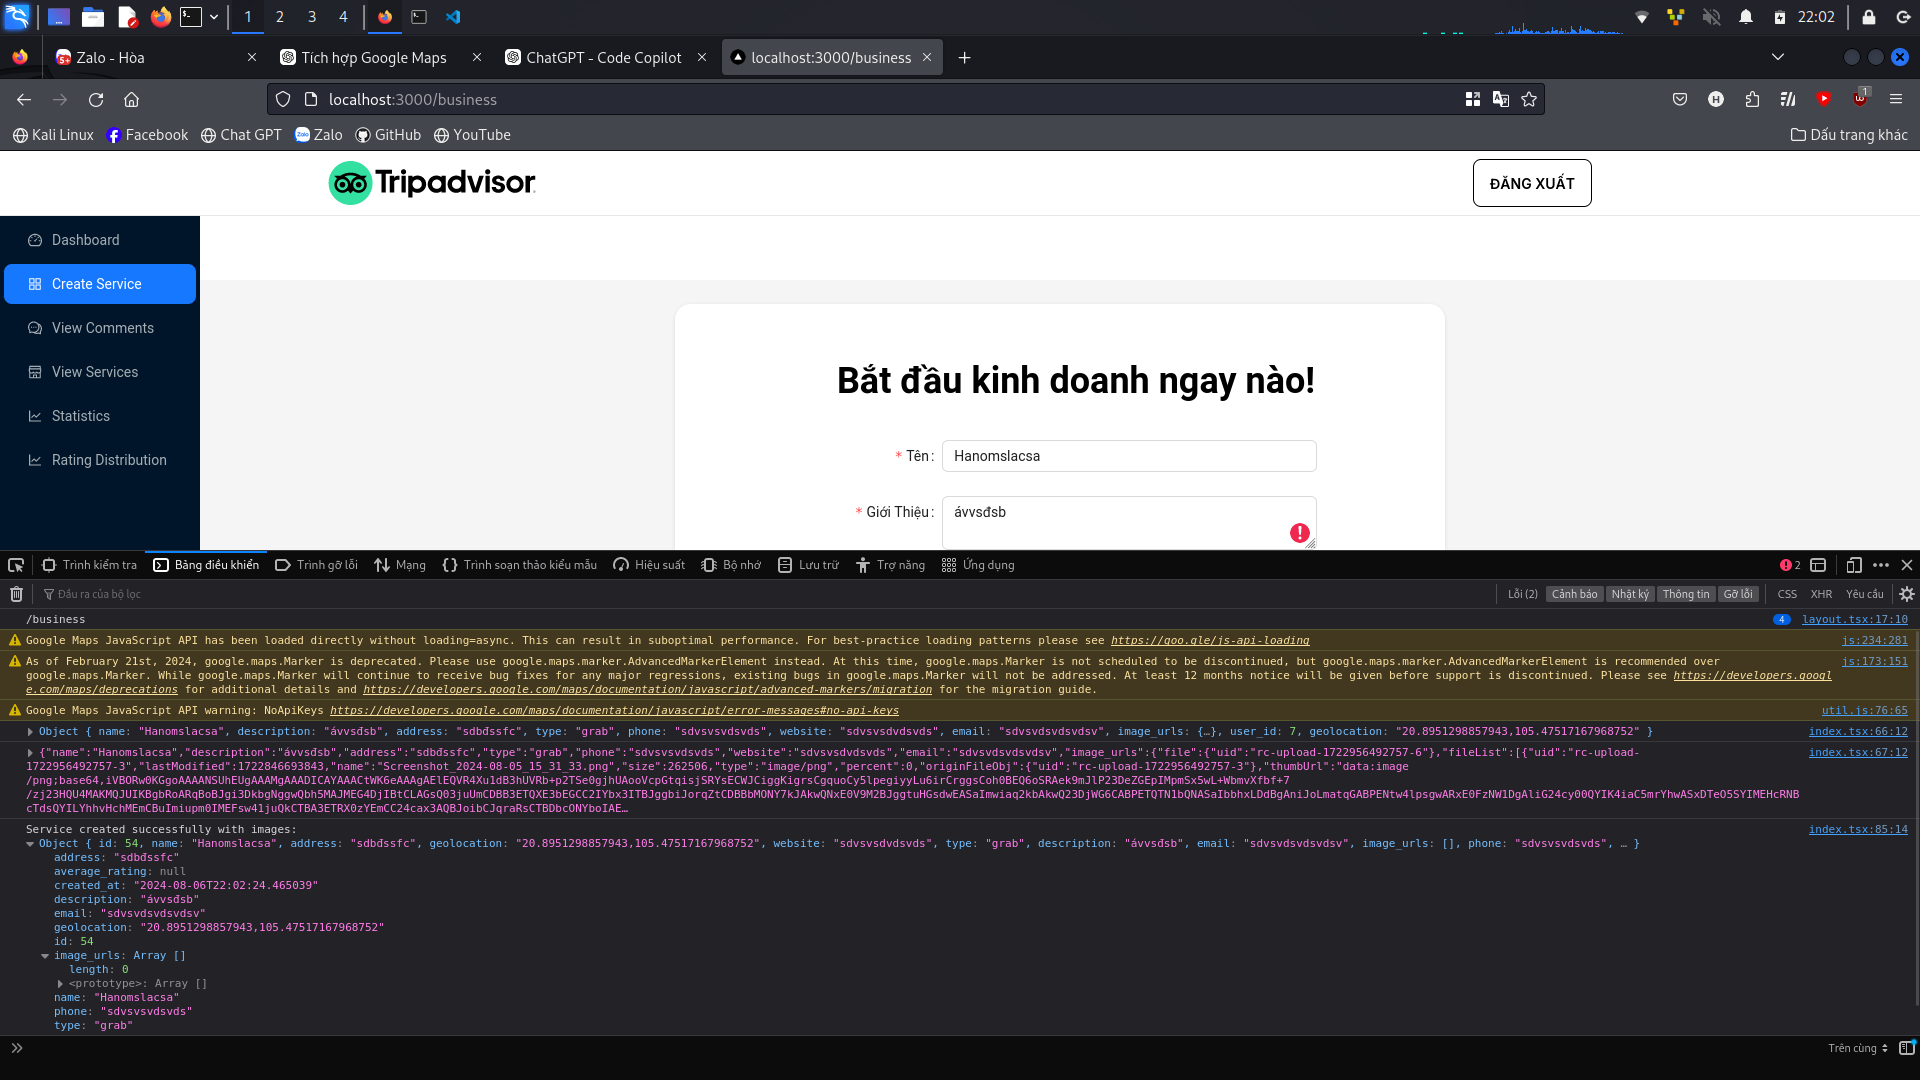 1
2
3
4
22:02
Zalo - Hòa
Tích hợp Google Maps
ChatGPT - Code Copilot
localhost:3000/business
localhost:3000/business
1
Kali Linux
Facebook
Chat GPT
Zalo
GitHub
YouTube
Dấu trang khác
Tripadvisor
ĐĂNG XUẤT
Dashboard
Create Service
View Comments
View Services
Statistics
Rating Distribution
Bắt đầu kinh doanh ngay nào!
* Tên:
Hanomslacsa
* Giới Thiệu:
ávvsđsb
Trình kiểm tra
Bảng điều khiển
Trình gỡ lỗi
Mạng
Trình soạn thảo kiểu mẫu
Hiệu suất
Bộ nhớ
Lưu trữ
Trợ năng
Ứng dụng
2
Đầu ra của bộ lọc
Lỗi (2)
Cảnh báo
Nhật ký
Thông tin
Gỡ lỗi
CSS
XHR
Yêu cầu
/business
4
layout.tsx:17:10
Google Maps JavaScript API has been loaded directly without loading=async. This can result in suboptimal performance. For best-practice loading patterns please see https://goo.gle/js-api-loading
js:234:281
As of February 21st, 2024, google.maps.Marker is deprecated. Please use google.maps.marker.AdvancedMarkerElement instead. At this time, google.maps.Marker is not scheduled to be discontinued, but google.maps.marker.AdvancedMarkerElement is recommended over
js:173:151
google.maps.Marker. While google.maps.Marker will continue to receive bug fixes for any major regressions, existing bugs in google.maps.Marker will not be addressed. At least 12 months notice will be given before support is discontinued. Please see https://developers.googl
e.com/maps/deprecations for additional details and https://developers.google.com/maps/documentation/javascript/advanced-markers/migration for the migration guide.
Google Maps JavaScript API warning: NoApiKeys https://developers.google.com/maps/documentation/javascript/error-messages#no-api-keys
util.js:76:65
Object { name: "Hanomslacsa", description: "ávvsđsb", address: "sdbđssfc", type: "grab", phone: "sdvsvsvdsvds", website: "sdvsvsdvdsvds", email: "sdvsvdsvdsvdsv", image_urls: {…}, user_id: 7, geolocation: "20.8951298857943,105.47517167968752" }
index.tsx:66:12
{"name":"Hanomslacsa","description":"ávvsđsb","address":"sdbđssfc","type":"grab","phone":"sdvsvsvdsvds","website":"sdvsvsdvdsvds","email":"sdvsvdsvdsvdsv","image_urls":{"file":{"uid":"rc-upload-1722956492757-6"},"fileList":[{"uid":"rc-upload-
index.tsx:67:12
1722956492757-3","lastModified":1722846693843,"name":"Screenshot_2024-08-05_15_31_33.png","size":262506,"type":"image/png","percent":0,"originFileObj":{"uid":"rc-upload-1722956492757-3"},"thumbUrl":"data:image
Service created successfully with images:
index.tsx:85:14
Object { id: 54, name: "Hanomslacsa", address: "sdbđssfc", geolocation: "20.8951298857943,105.47517167968752", website: "sdvsvsdvdsvds", type: "grab", description: "ávvsđsb", email: "sdvsvdsvdsvdsv", image_urls: [], phone: "sdvsvsvdsvds", … }
address: "sdbđssfc"
average_rating: null
created_at: "2024-08-06T22:02:24.465039"
description: "ávvsđsb"
email: "sdvsvdsvdsvdsv"
geolocation: "20.8951298857943,105.47517167968752"
id: 54
image_urls: Array []
length: 0
<prototype>: Array []
name: "Hanomslacsa"
phone: "sdvsvsvdsvds"
type: "grab"
Trên cùng